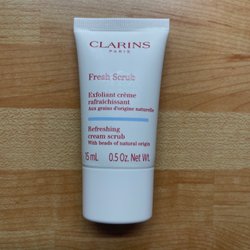 CLARINS
PARIS
Fresh Scrub
Exfoliant crème
rafraîchissant
Aux grains d'origine naturelle
Refreshing
cream scrub
With beads of natural origin
15 mL 0.5 Oz. Net Wt.